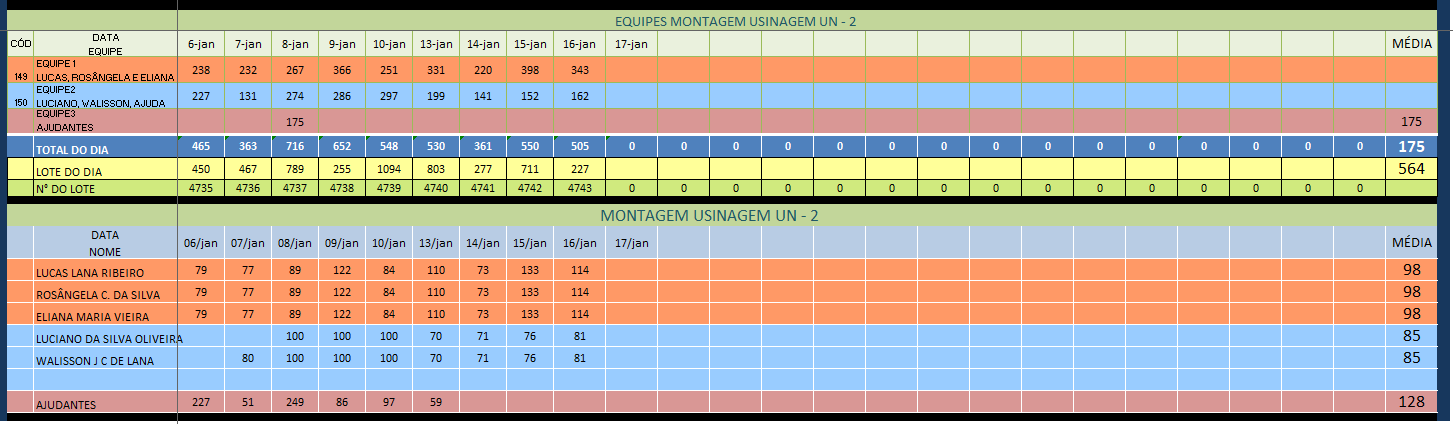 EQUIPES MONTAGEM USINAGEM UN - 2
CÓD DATA EQUIPE 6-jan 7-jan 8-jan 9-jan 10-jan 13-jan 14-jan 15-jan 16-jan 17-jan MÉDIA
149 EQUIPE 1 LUCAS, ROSÂNGELA E ELIANA 238 232 267 366 251 331 220 398 343
150 EQUIPE2 LUCIANO, WALISSON, AJUDA 227 131 274 286 297 199 141 152 162
EQUIPE3 AJUDANTES 175 175
TOTAL DO DIA 465 363 716 652 548 530 361 550 505 0 0 0 0 0 0 0 0 0 0 0 0 0 0 0 175
LOTE DO DIA 450 467 789 255 1094 803 277 711 227 564
N° DO LOTE 4735 4736 4737 4738 4739 4740 4741 4742 4743 0 0 0 0 0 0 0 0 0 0 0 0 0 0 0
MONTAGEM USINAGEM UN - 2
DATA NOME 06/jan 07/jan 08/jan 09/jan 10/jan 13/jan 14/jan 15/jan 16/jan 17/jan MÉDIA
LUCAS LANA RIBEIRO 79 77 89 122 84 110 73 133 114 98
ROSÂNGELA C. DA SILVA 79 77 89 122 84 110 73 133 114 98
ELIANA MARIA VIEIRA 79 77 89 122 84 110 73 133 114 98
LUCIANO DA SILVA OLIVEIRA 100 100 100 70 71 76 81 85
WALISSON J C DE LANA 80 100 100 100 70 71 76 81 85
AJUDANTES 227 51 249 86 97 59 128